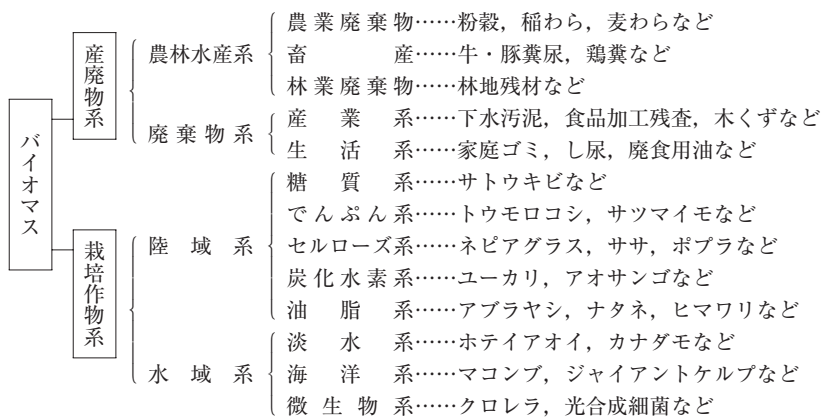 バイオマス
産廃物系
農林水産系
農業廃棄物……粉穀，稲わら，麦わらなど
畜産……牛・豚糞尿，鶏糞など
林業廃棄物……林地残材など
廃棄物系
産業系……下水汚泥，食品加工残査，木くずなど
生活系……家庭ゴミ，し尿，廃食用油など
栽培作物系
陸域系
糖質系……サトウキビなど
でんぷん系……トウモロコシ，サツマイモなど
セルローズ系……ネピアグラス，ササ，ポプラなど
炭化水素系……ユーカリ，アオサンゴなど
油脂系……アブラヤシ，ナタネ，ヒマワリなど
水域系
淡水系……ホテイアオイ，カナダモなど
海洋系……マコンブ，ジャイアントケルプなど
微生物系……クロレラ，光合成細菌など